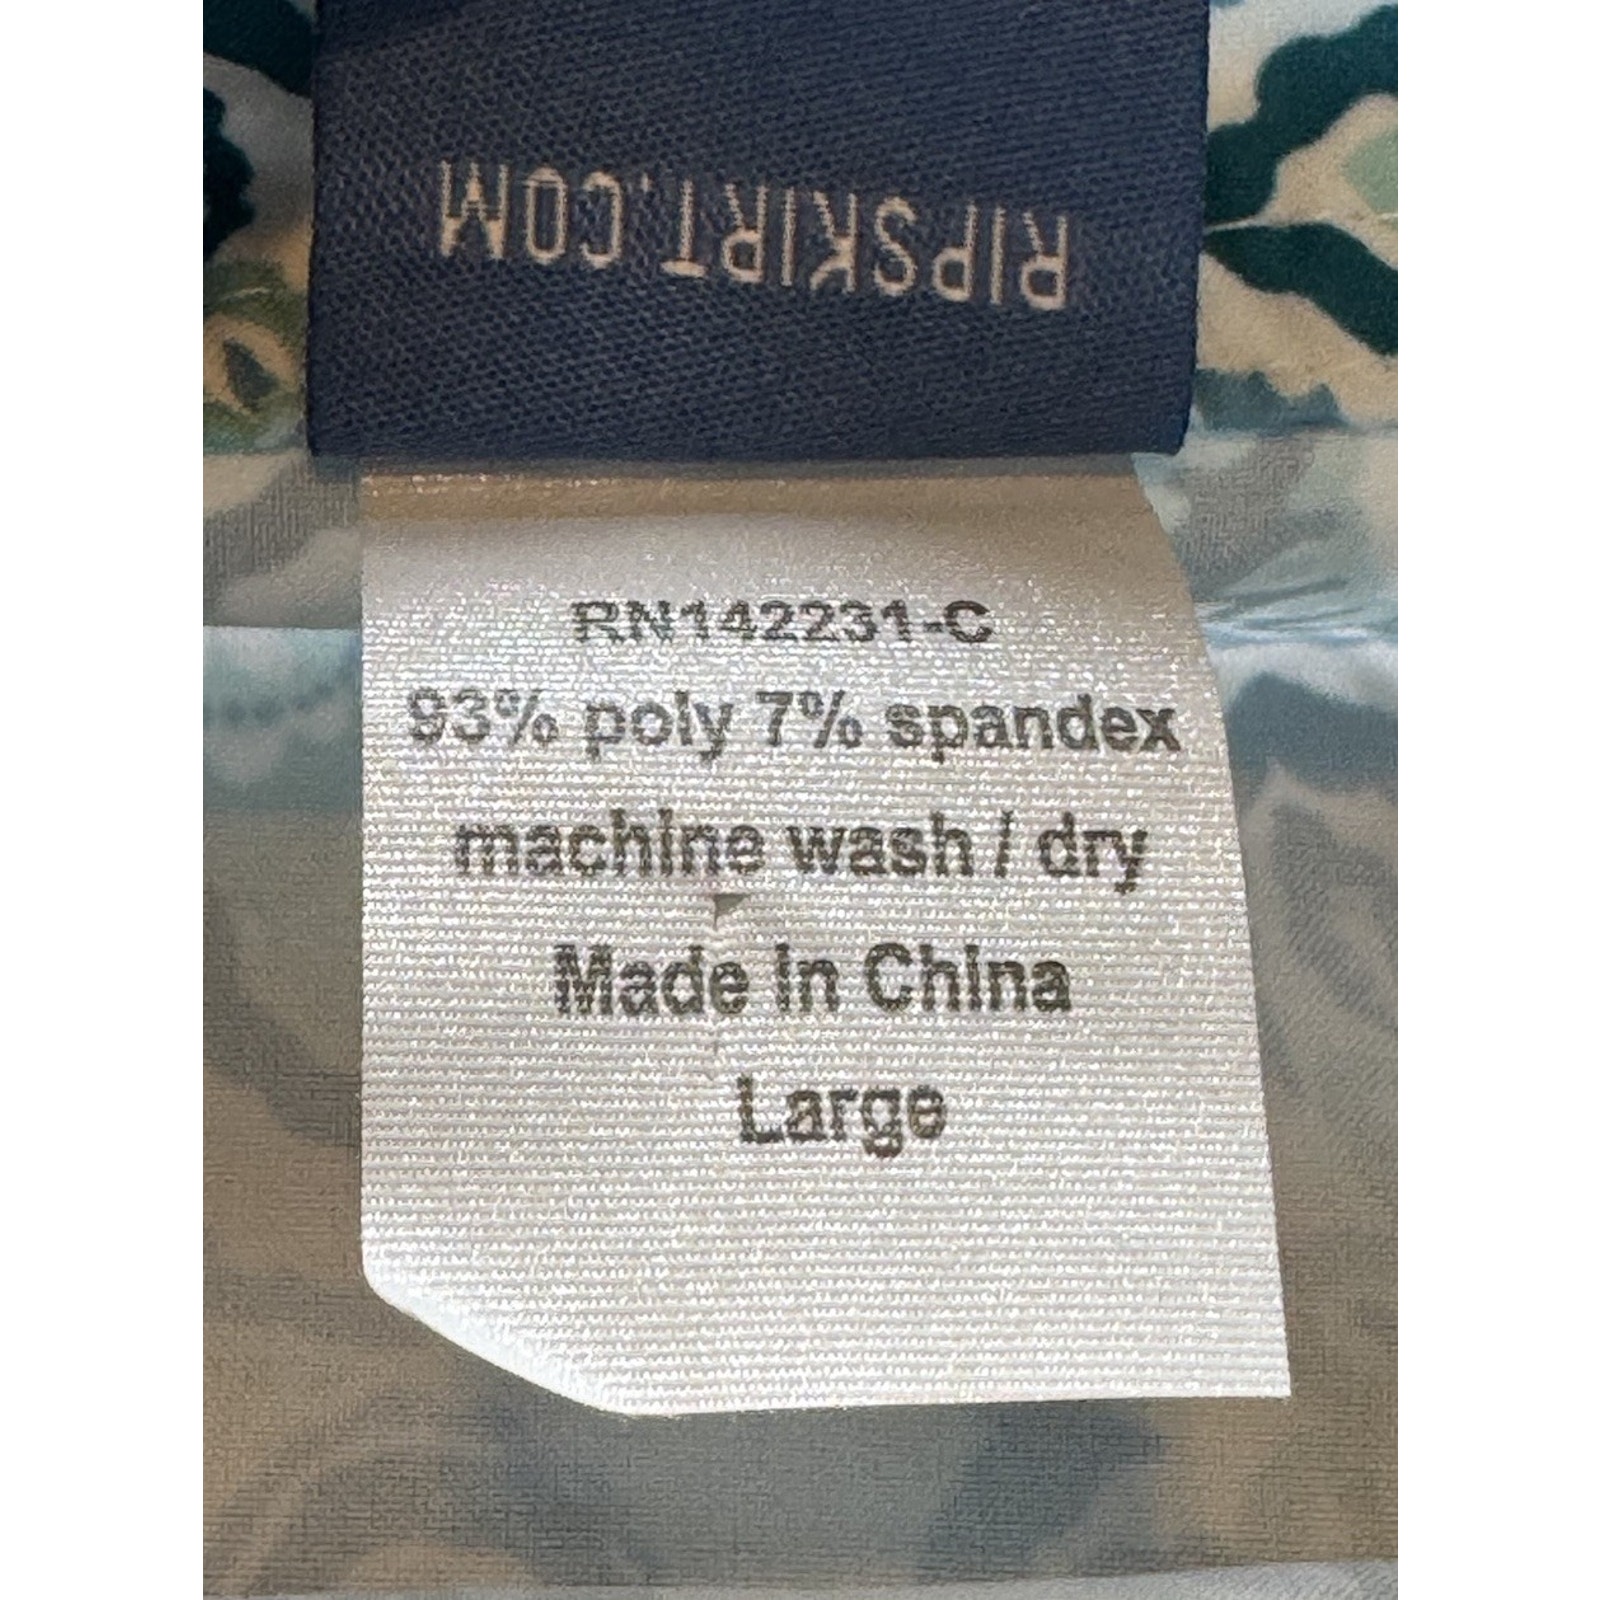 RIPSKIRT.COM
RN142231-C
93% poly 7% spandex
machine wash / dry
Made in China
Large